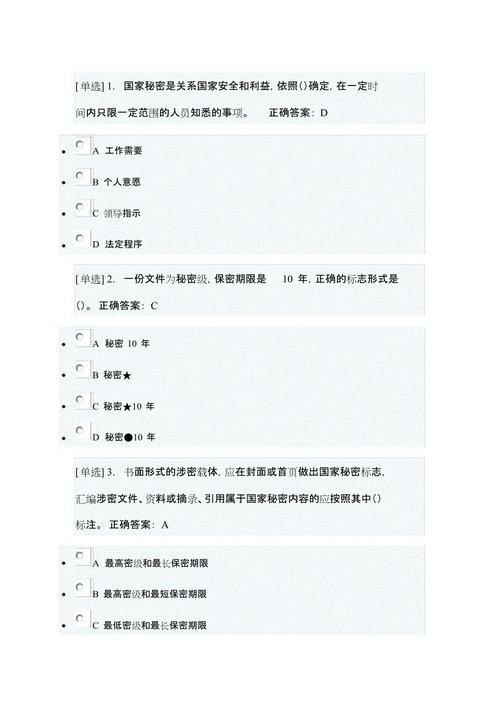 [单选] 1. 国家秘密是关系国家安全和利益, 依照()确定, 在一定时
间内只限一定范围的人员知悉的事项。 正确答案: D
A 工作需要
B 个人意愿
C 领导指示
D 法定程序
[单选] 2. 一份文件为秘密级, 保密期限是 10 年, 正确的标志形式是
()。正确答案: C
A 秘密 10 年
B 秘密★
C 秘密★10 年
D 秘密●10 年
[单选] 3. 书面形式的涉密载体, 应在封面或首页做出国家秘密标志,
汇编涉密文件、资料或摘录、引用属于国家秘密内容的应按照其中()
标注。正确答案: A
A 最高密级和最长保密期限
B 最高密级和最短保密期限
C 最低密级和最长保密期限